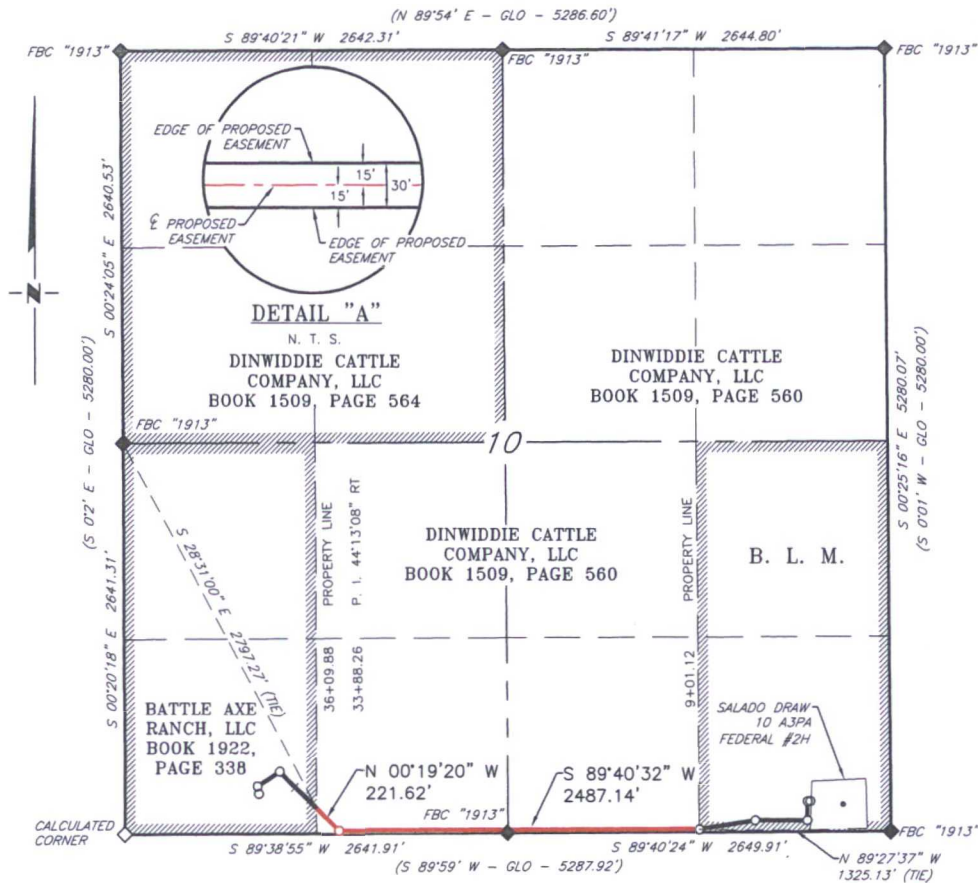 (N 89°54' E - GLO - 5286.60')
FBC "1913"
S 89°40'21" W 2642.31'
FBC "1913"
S 89°41'17" W 2644.80'
FBC "1913"
EDGE OF PROPOSED
EASEMENT
15'
30'
15'
℄ PROPOSED
EASEMENT
EDGE OF PROPOSED
EASEMENT
N
S 00°24'05" E 2640.53'
DETAIL "A"
N. T. S.
DINWIDDIE CATTLE
COMPANY, LLC
BOOK 1509, PAGE 564
DINWIDDIE CATTLE
COMPANY, LLC
BOOK 1509, PAGE 560
(S 0°2' E - GLO - 5280.00')
FBC "1913"
10
S 00°25'16" E 5280.07'
(S 0°01' W - GLO - 5280.00')
S 00°20'18" E 2641.31'
S 28°31'00" E 2797.27' (TIE)
36+09.88 PROPERTY LINE
33+88.26 P. I. 44°13'08" RT
DINWIDDIE CATTLE
COMPANY, LLC
BOOK 1509, PAGE 560
9+01.12 PROPERTY LINE
B. L. M.
BATTLE AXE
RANCH, LLC
BOOK 1922,
PAGE 338
SALADO DRAW
10 A3PA
FEDERAL #2H
N 00°19'20" W
221.62'
S 89°40'32" W
2487.14'
FBC "1913"
CALCULATED
CORNER
FBC "1913"
S 89°38'55" W 2641.91'
S 89°40'24" W 2649.91'
N 89°27'37" W
1325.13' (TIE)
(S 89°59' W - GLO - 5287.92')